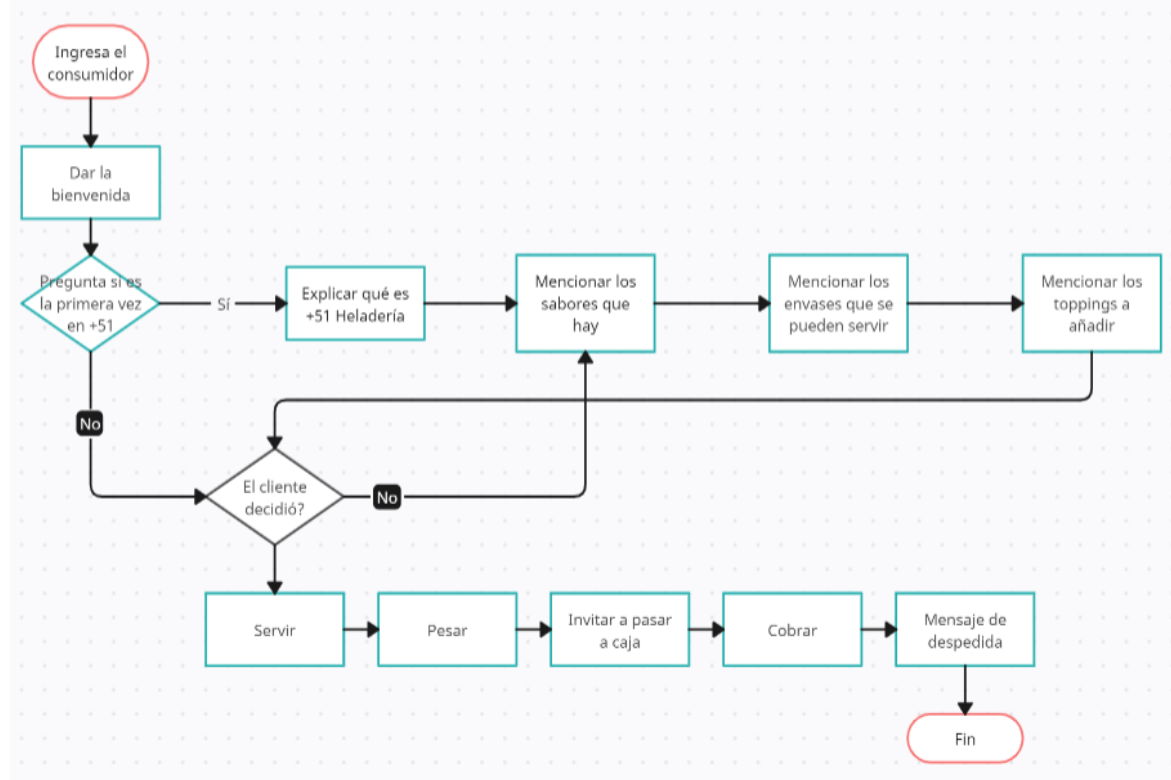 Ingresa el
consumidor
Dar la
bienvenida
Pregunta si es
la primera vez
en +51
Sí
Explicar qué es
+51 Heladería
Mencionar los
sabores que
hay
Mencionar los
envases que se
pueden servir
Mencionar los
toppings a
añadir
No
El cliente
decidió?
No
Servir
Pesar
Invitar a pasar
a caja
Cobrar
Mensaje de
despedida
Fin